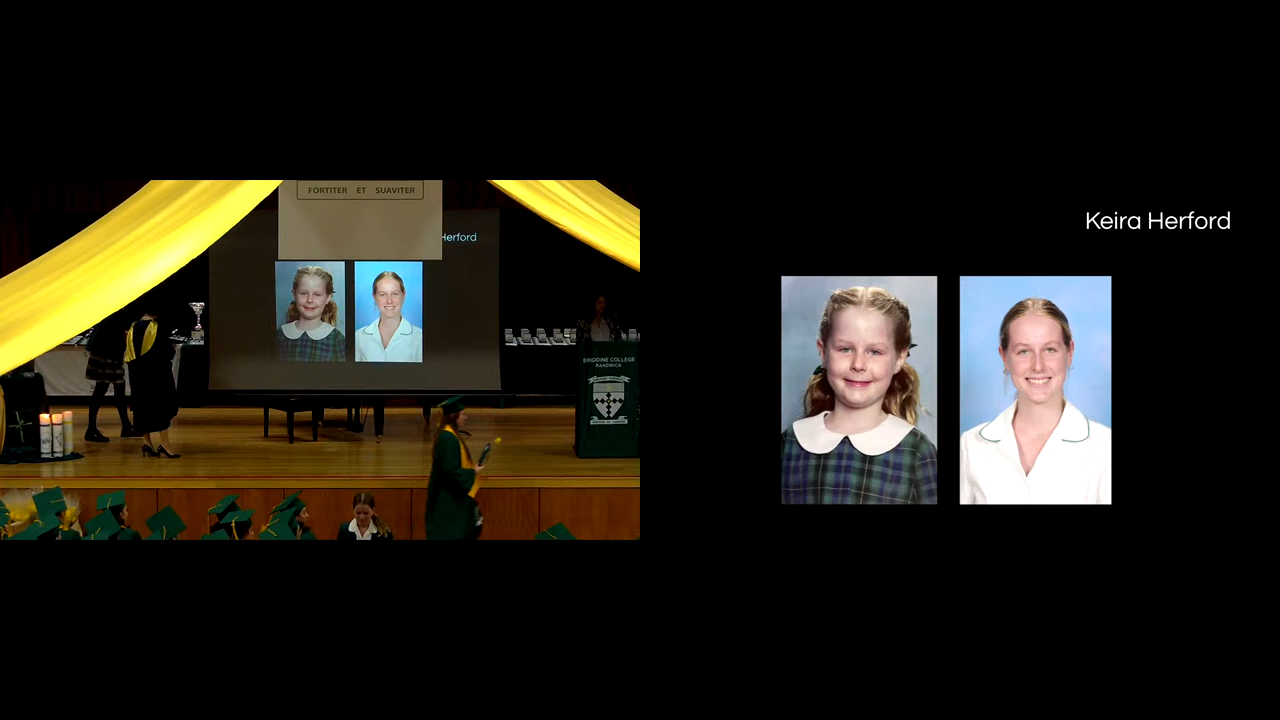 FORTITER ET SUAVITER
Herford
BRIGIDINE COLLEGE
RANDWICK
Keira Herford